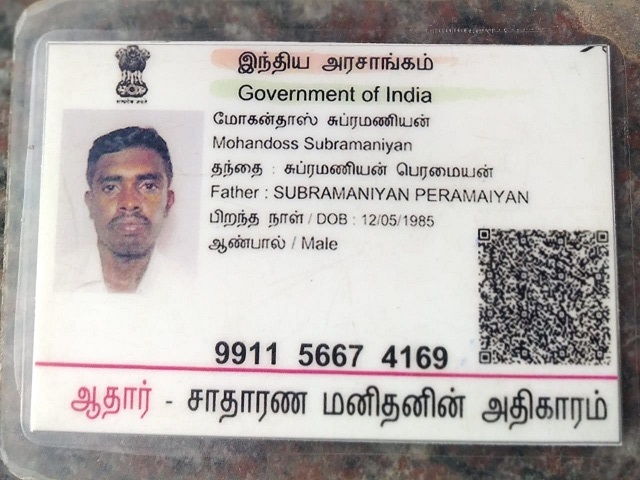 இந்திய அரசாங்கம்
Government of India
மோகன்தாஸ் சுப்ரமணியன்
Mohandoss Subramaniyan
தந்தை : சுப்ரமணியன் பெரமையன்
Father : SUBRAMANIYAN PERAMAIYAN
பிறந்த நாள் / DOB : 12/05/1985
ஆண்பால் / Male
9911 5667 4169
ஆதார் - சாதாரண மனிதனின் அதிகாரம்